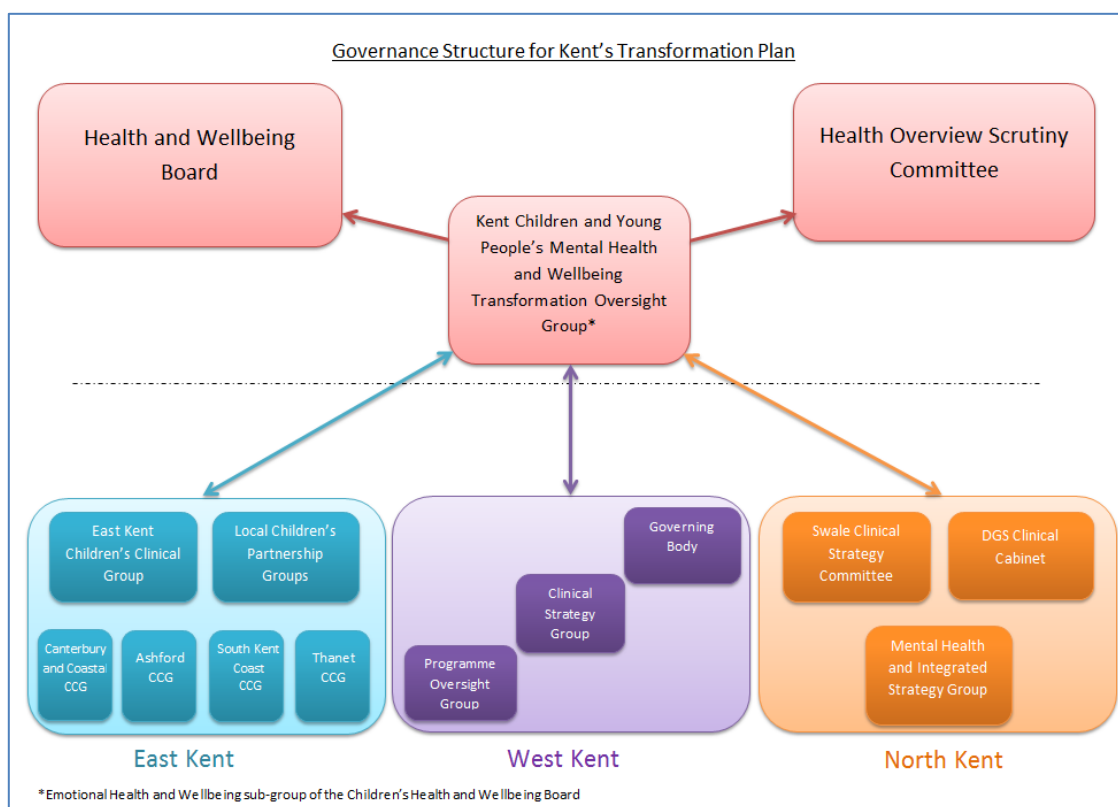 Governance Structure for Kent's Transformation Plan
Health and Wellbeing
Board
Health Overview Scrutiny
Committee
Kent Children and Young
People's Mental Health
and Wellbeing
Transformation Oversight
Group*
East Kent
Children's Clinical
Group
Local Children's
Partnership
Groups
Canterbury
and Coastal
CCG
Ashford
CCG
South Kent
Coast
CCG
Thanet
CCG
Governing
Body
Clinical
Strategy
Group
Programme
Oversight
Group
Swale Clinical
Strategy
Committee
DGS Clinical
Cabinet
Mental Health
and Integrated
Strategy Group
East Kent
West Kent
North Kent
*Emotional Health and Wellbeing sub-group of the Children's Health and Wellbeing Board